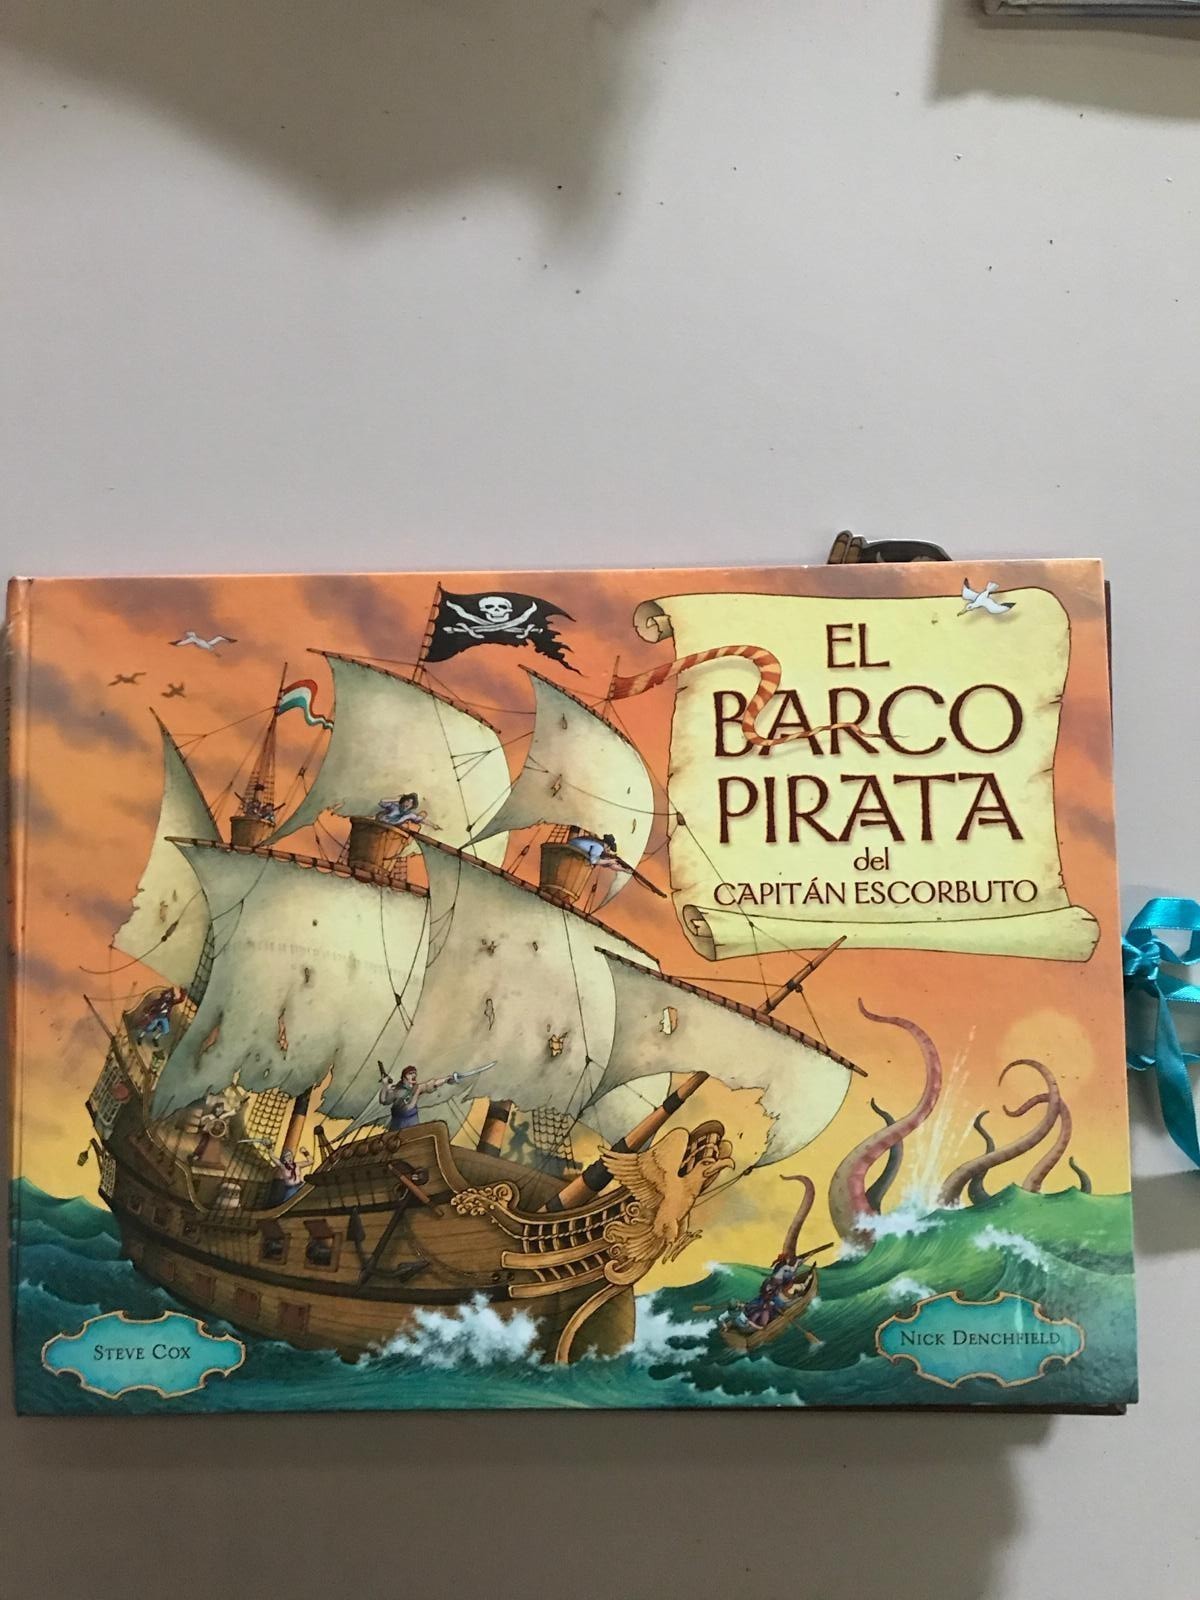 EL
BARCO
PIRATA
del
CAPITÁN ESCORBUTO
STEVE COX
NICK DENCHFIELD